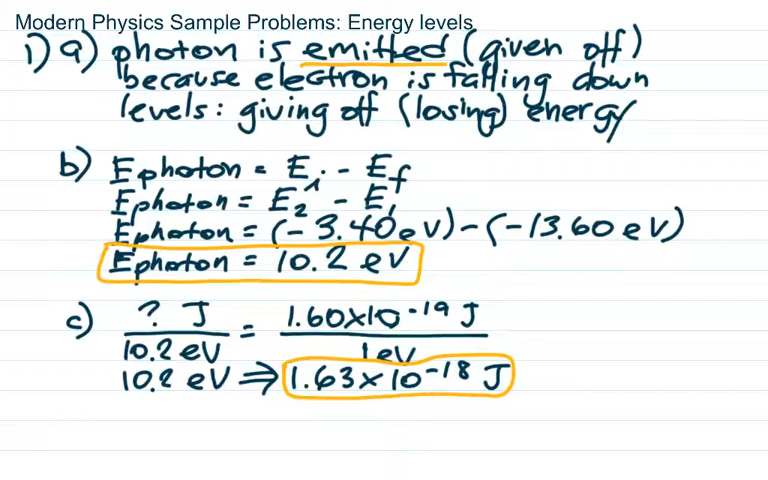 Modern Physics Sample Problems: Energy levels
1) a) photon is emitted (given off)
because electron is falling down
levels: giving off (losing) energy
b) Ephoton = Ei - Ef
Ephoton = E2 - E1
Ephoton = (-3.40 eV) - (-13.60 eV)
Ephoton = 10.2 eV
c) ? J / 10.2 eV = 1.60x10^-19 J / 1 eV
10.2 eV ⇒ 1.63 x 10^-18 J